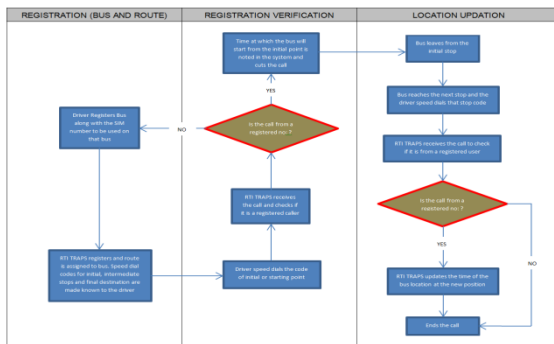 REGISTRATION (BUS AND ROUTE)
REGISTRATION VERIFICATION
LOCATION UPDATION
Time at which the bus will
start from the initial point is
noted in the system and
cuts the call
YES
Is the call from a
registered no: ?
NO
RTI TRAPS receives
the call and checks if
it is a registered caller
Driver speed dials the code
of initial or starting point
Driver Registers Bus
along with the SIM
number to be used on
that bus
RTI TRAPS registers and route
is assigned to bus. Speed dial
codes for initial, intermediate
stops and final destination are
made known to the driver
Bus leaves from the
initial stop
Bus reaches the next stop and the
driver speed dials that stop code
RTI TRAPS receives the call to check
if it is from a registered user
Is the call from a
registered no: ?
YES
NO
RTI TRAPS updates the time of the
bus location at the new position
Ends the call